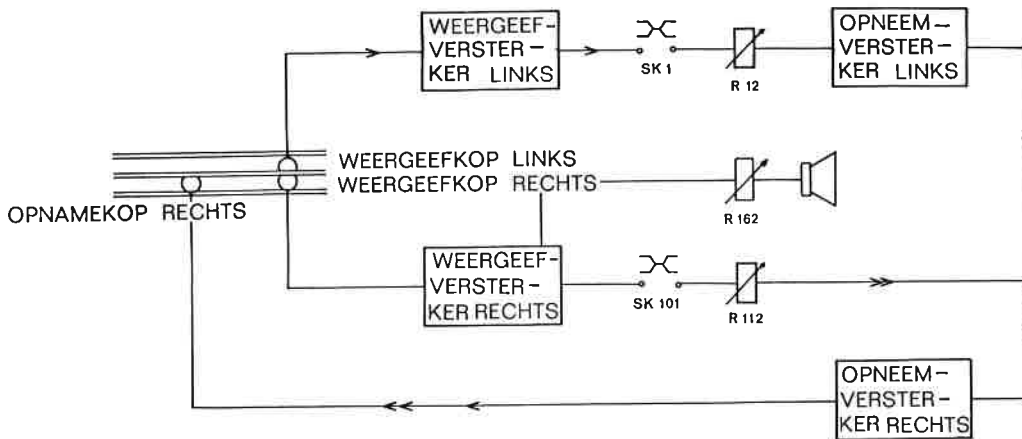 WEERGEEF-
VERSTER-
KER LINKS
SK 1
R 12
OPNEEM-
VERSTER-
KER LINKS
WEERGEEFKOP LINKS
WEERGEEFKOP RECHTS
OPNAMEKOP RECHTS
R 162
WEERGEEF-
VERSTER-
KER RECHTS
SK 101
R 112
OPNEEM-
VERSTER-
KER RECHTS